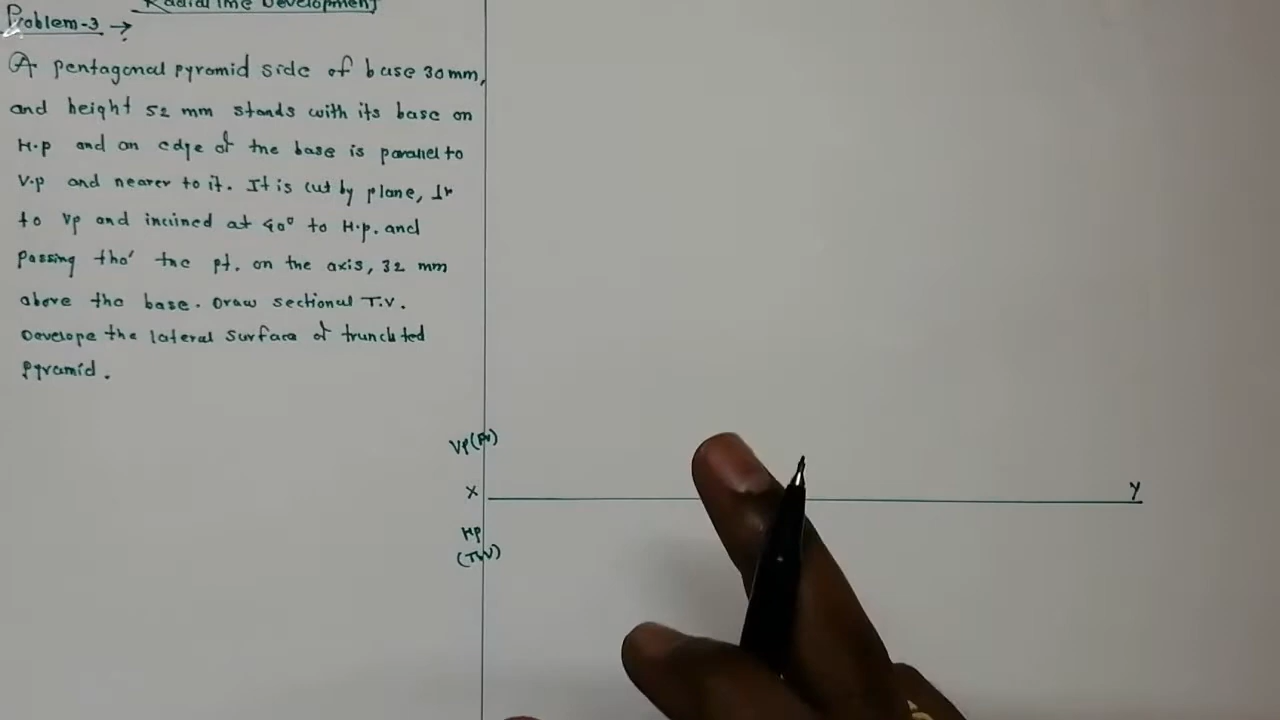 Radial line Development
Problem-3 →
A pentagonal pyramid side of base 30mm,
and height 52 mm stands with its base on
H.p and an edge of the base is parallel to
V.p and nearer to it. It is cut by plane, ⊥r
to Vp and inclined at 40° to H.p. and
passing tho' the pt. on the axis, 32 mm
above the base. Draw sectional T.V.
Develope the lateral surface of truncted
pyramid.
VP(FV)
X Y
HP
(TV)